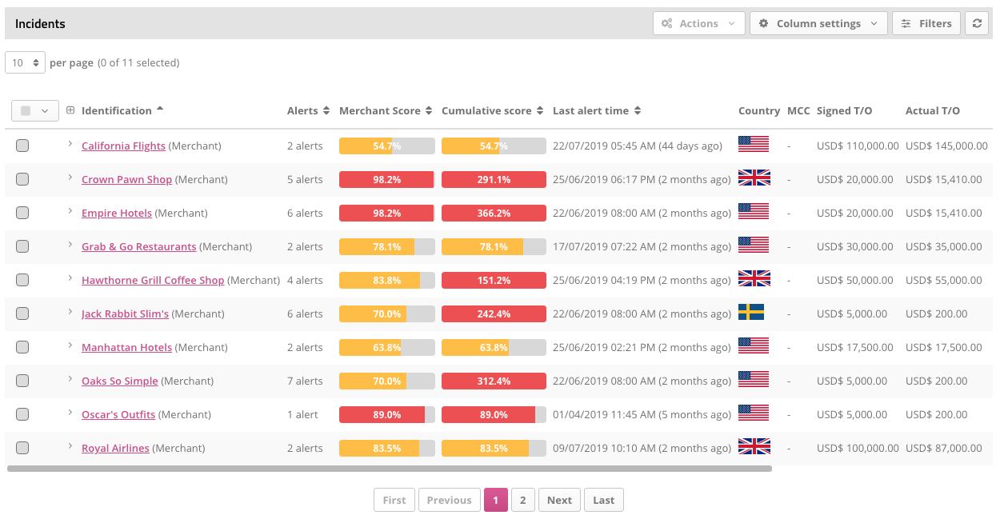 Incidents Actions Column settings Filters
10 per page (0 of 11 selected)
Identification Alerts Merchant Score Cumulative score Last alert time Country MCC Signed T/O Actual T/O
California Flights (Merchant) 2 alerts 54.7% 54.7% 22/07/2019 05:45 AM (44 days ago) - USD$ 110,000.00 USD$ 145,000.00
Crown Pawn Shop (Merchant) 5 alerts 98.2% 291.1% 25/06/2019 06:17 PM (2 months ago) - USD$ 20,000.00 USD$ 15,410.00
Empire Hotels (Merchant) 6 alerts 98.2% 366.2% 22/06/2019 08:00 AM (2 months ago) - USD$ 20,000.00 USD$ 15,410.00
Grab & Go Restaurants (Merchant) 2 alerts 78.1% 78.1% 17/07/2019 07:22 AM (2 months ago) - USD$ 30,000.00 USD$ 35,000.00
Hawthorne Grill Coffee Shop (Merchant) 4 alerts 83.8% 151.2% 25/06/2019 04:19 PM (2 months ago) - USD$ 50,000.00 USD$ 55,000.00
Jack Rabbit Slim's (Merchant) 6 alerts 70.0% 242.4% 22/06/2019 08:00 AM (2 months ago) - USD$ 5,000.00 USD$ 200.00
Manhattan Hotels (Merchant) 2 alerts 63.8% 63.8% 25/06/2019 02:21 PM (2 months ago) - USD$ 17,500.00 USD$ 17,500.00
Oaks So Simple (Merchant) 7 alerts 70.0% 312.4% 22/06/2019 08:00 AM (2 months ago) - USD$ 5,000.00 USD$ 200.00
Oscar's Outfits (Merchant) 1 alert 89.0% 89.0% 01/04/2019 11:45 AM (5 months ago) - USD$ 5,000.00 USD$ 200.00
Royal Airlines (Merchant) 2 alerts 83.5% 83.5% 09/07/2019 10:10 AM (2 months ago) - USD$ 100,000.00 USD$ 87,000.00
First Previous 1 2 Next Last